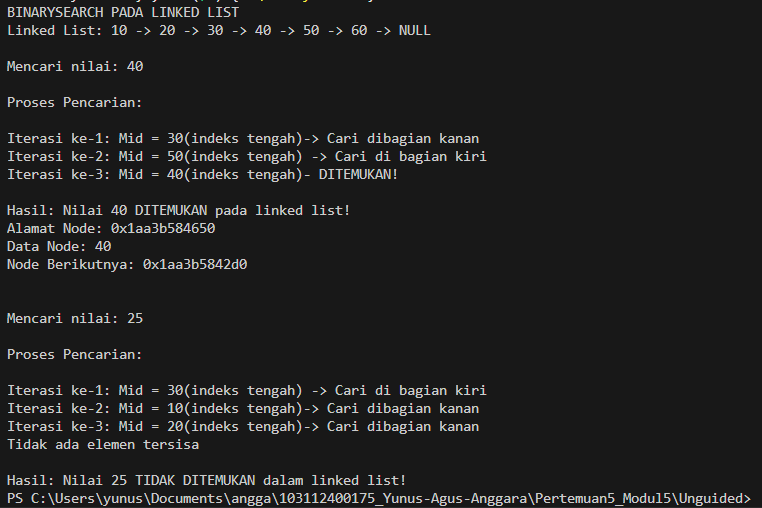 BINARYSEARCH PADA LINKED LIST
Linked List: 10 -> 20 -> 30 -> 40 -> 50 -> 60 -> NULL
Mencari nilai: 40
Proses Pencarian:
Iterasi ke-1: Mid = 30(indeks tengah)-> Cari dibagian kanan
Iterasi ke-2: Mid = 50(indeks tengah) -> Cari di bagian kiri
Iterasi ke-3: Mid = 40(indeks tengah)- DITEMUKAN!
Hasil: Nilai 40 DITEMUKAN pada linked list!
Alamat Node: 0x1aa3b584650
Data Node: 40
Node Berikutnya: 0x1aa3b5842d0
Mencari nilai: 25
Proses Pencarian:
Iterasi ke-1: Mid = 30(indeks tengah) -> Cari di bagian kiri
Iterasi ke-2: Mid = 10(indeks tengah)-> Cari dibagian kanan
Iterasi ke-3: Mid = 20(indeks tengah)-> Cari dibagian kanan
Tidak ada elemen tersisa
Hasil: Nilai 25 TIDAK DITEMUKAN dalam linked list!
PS C:\Users\yunus\Documents\angga\103112400175_Yunus-Agus-Anggara\Pertemuan5_Modul5\Unguided>